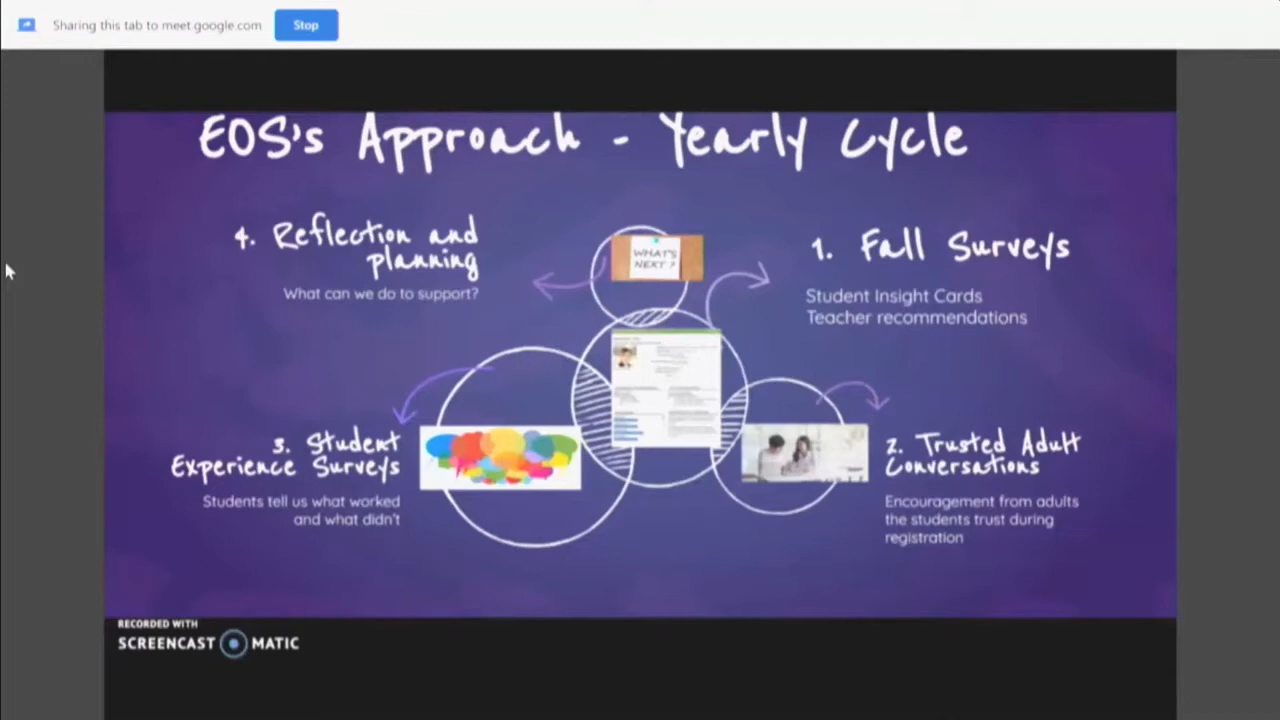 Sharing this tab to meet.google.com
Stop
EOS's Approach - Yearly Cycle
1. Fall Surveys
Student Insight Cards
Teacher recommendations
2. Trusted Adult
Conversations
Encouragement from adults
the students trust during
registration
3. Student
Experience Surveys
Students tell us what worked
and what didn't
4. Reflection and
planning
What can we do to support?
WHAT'S
NEXT?
RECORDED WITH
SCREENCAST MATIC